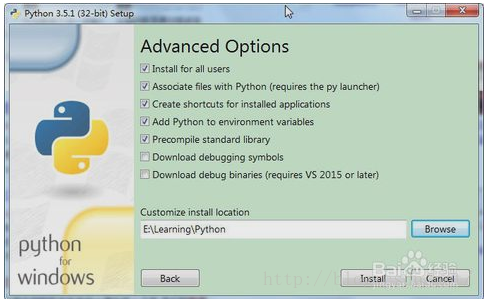 Python 3.5.1 (32-bit) Setup
Advanced Options
Install for all users
Associate files with Python (requires the py launcher)
Create shortcuts for installed applications
Add Python to environment variables
Precompile standard library
Download debugging symbols
Download debug binaries (requires VS 2015 or later)
Customize install location
E:\Learning\Python
Browse
python
for
windows
Back
Install
Cancel